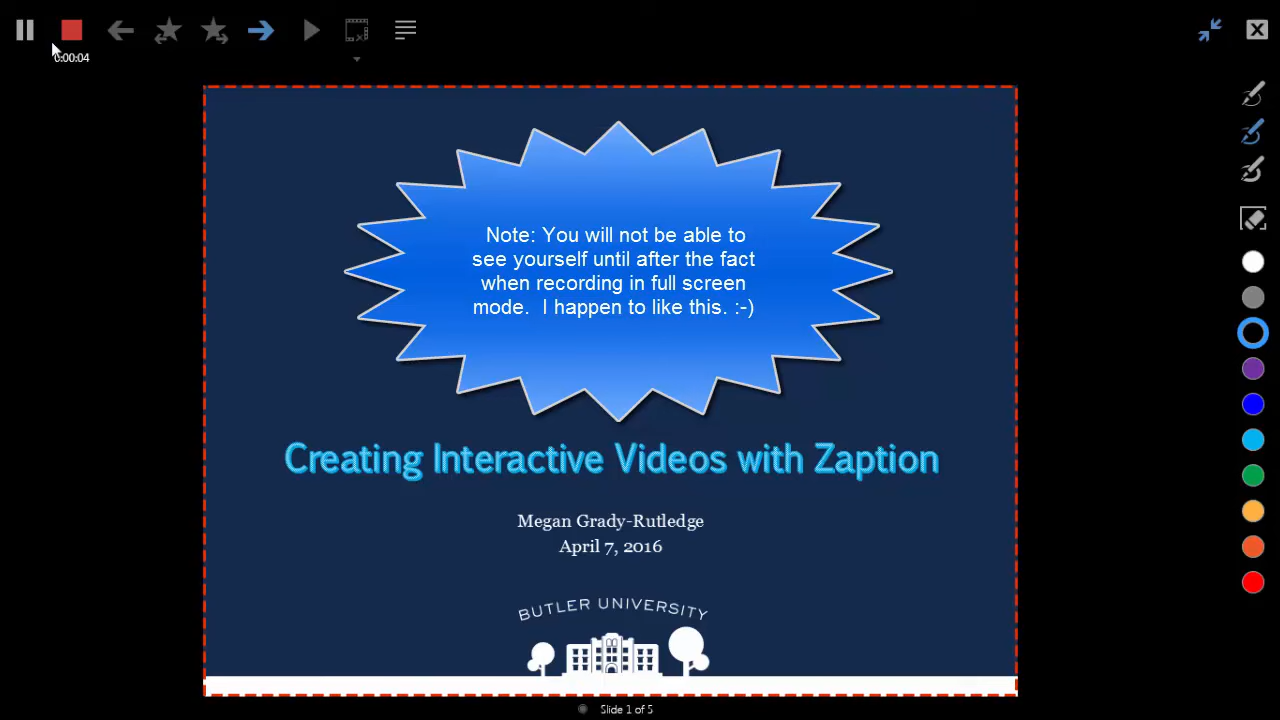 0:00:04
Note: You will not be able to
see yourself until after the fact
when recording in full screen
mode.  I happen to like this. :-)
Creating Interactive Videos with Zaption
Megan Grady-Rutledge
April 7, 2016
BUTLER UNIVERSITY
Slide 1 of 5